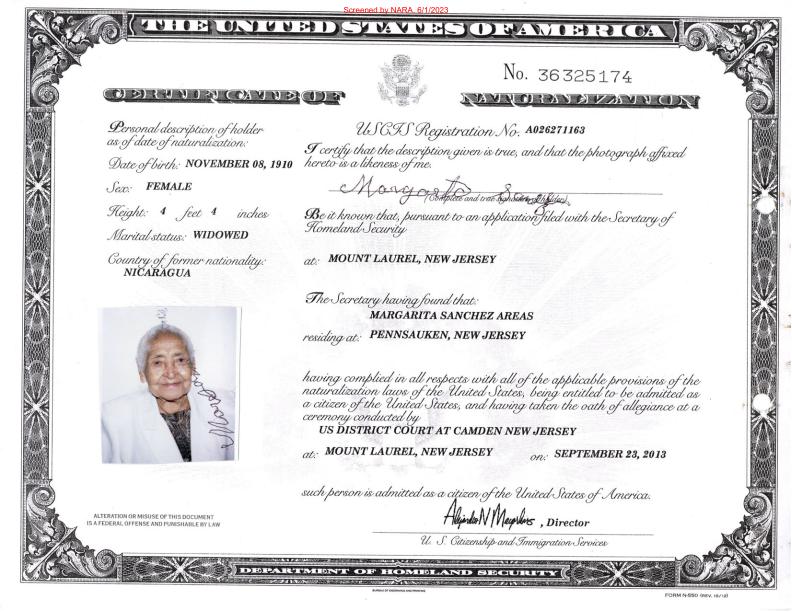 Screened by NARA, 6/1/2023
THE UNITED STATES OF AMERICA
No. 36325174
CERTIFICATE OF NATURALIZATION
Personal description of holder
as of date of naturalization:
Date of birth: NOVEMBER 08, 1910
Sex: FEMALE
Height: 4 feet 4 inches
Marital status: WIDOWED
Country of former nationality:
NICARAGUA
USCIS Registration No. A026271163
I certify that the description given is true, and that the photograph affixed
hereto is a likeness of me.
Margarita
(Complete and true signature of holder)
Be it known that, pursuant to an application filed with the Secretary of
Homeland Security
at: MOUNT LAUREL, NEW JERSEY
The Secretary having found that:
MARGARITA SANCHEZ AREAS
residing at: PENNSAUKEN, NEW JERSEY
having complied in all respects with all of the applicable provisions of the
naturalization laws of the United States, being entitled to be admitted as
a citizen of the United States, and having taken the oath of allegiance at a
ceremony conducted by
US DISTRICT COURT AT CAMDEN NEW JERSEY
at: MOUNT LAUREL, NEW JERSEY on: SEPTEMBER 23, 2013
such person is admitted as a citizen of the United States of America.
, Director
U. S. Citizenship and Immigration Services
ALTERATION OR MISUSE OF THIS DOCUMENT
IS A FEDERAL OFFENSE AND PUNISHABLE BY LAW
DEPARTMENT OF HOMELAND SECURITY
BUREAU OF ENGRAVING AND PRINTING
FORM N-550 (REV. 10/12)